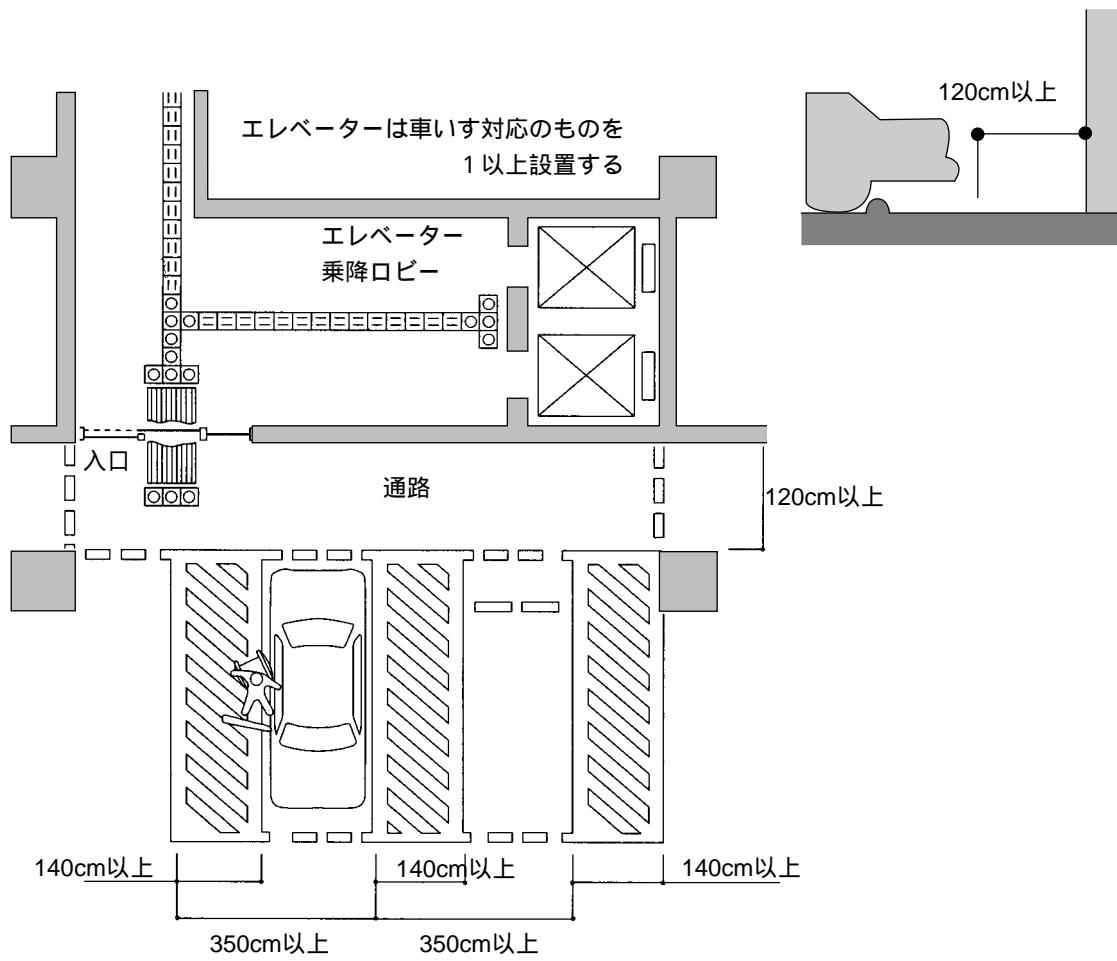 120cm以上
エレベーターは車いす対応のものを
1以上設置する
エレベーター
乗降ロビー
入口
通路
120cm以上
140cm以上
140cm以上
140cm以上
350cm以上
350cm以上